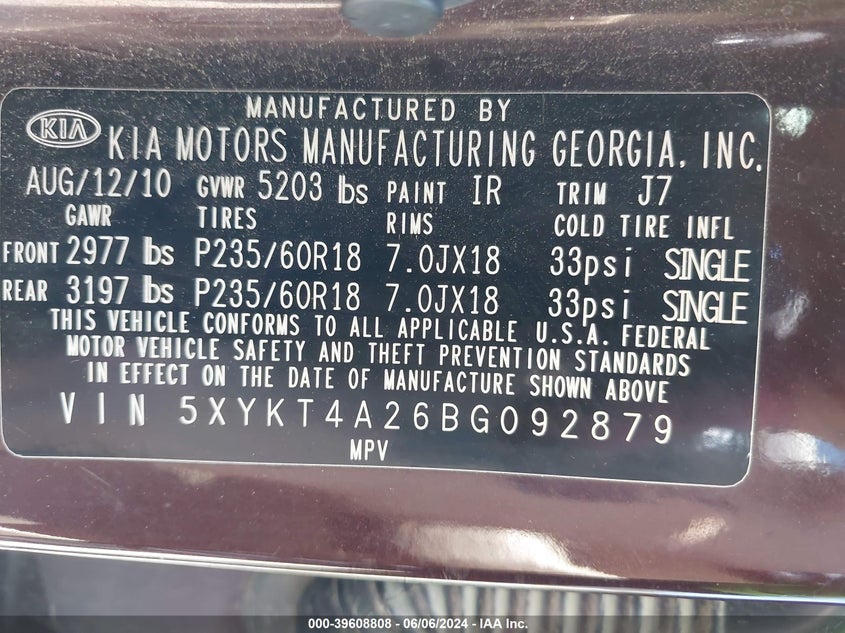 MANUFACTURED BY
KIA KIA MOTORS MANUFACTURING GEORGIA, INC.
AUG/12/10 GVWR 5203 lbs PAINT IR TRIM J7
GAWR TIRES RIMS COLD TIRE INFL
FRONT 2977 lbs P235/60R18 7.0JX18 33psi SINGLE
REAR 3197 lbs P235/60R18 7.0JX18 33psi SINGLE
THIS VEHICLE CONFORMS TO ALL APPLICABLE U.S.A. FEDERAL
MOTOR VEHICLE SAFETY AND THEFT PREVENTION STANDARDS
IN EFFECT ON THE DATE OF MANUFACTURE SHOWN ABOVE
VIN 5XYKT4A26BG092879
MPV
000-39608808 - 06/06/2024 - IAA Inc.